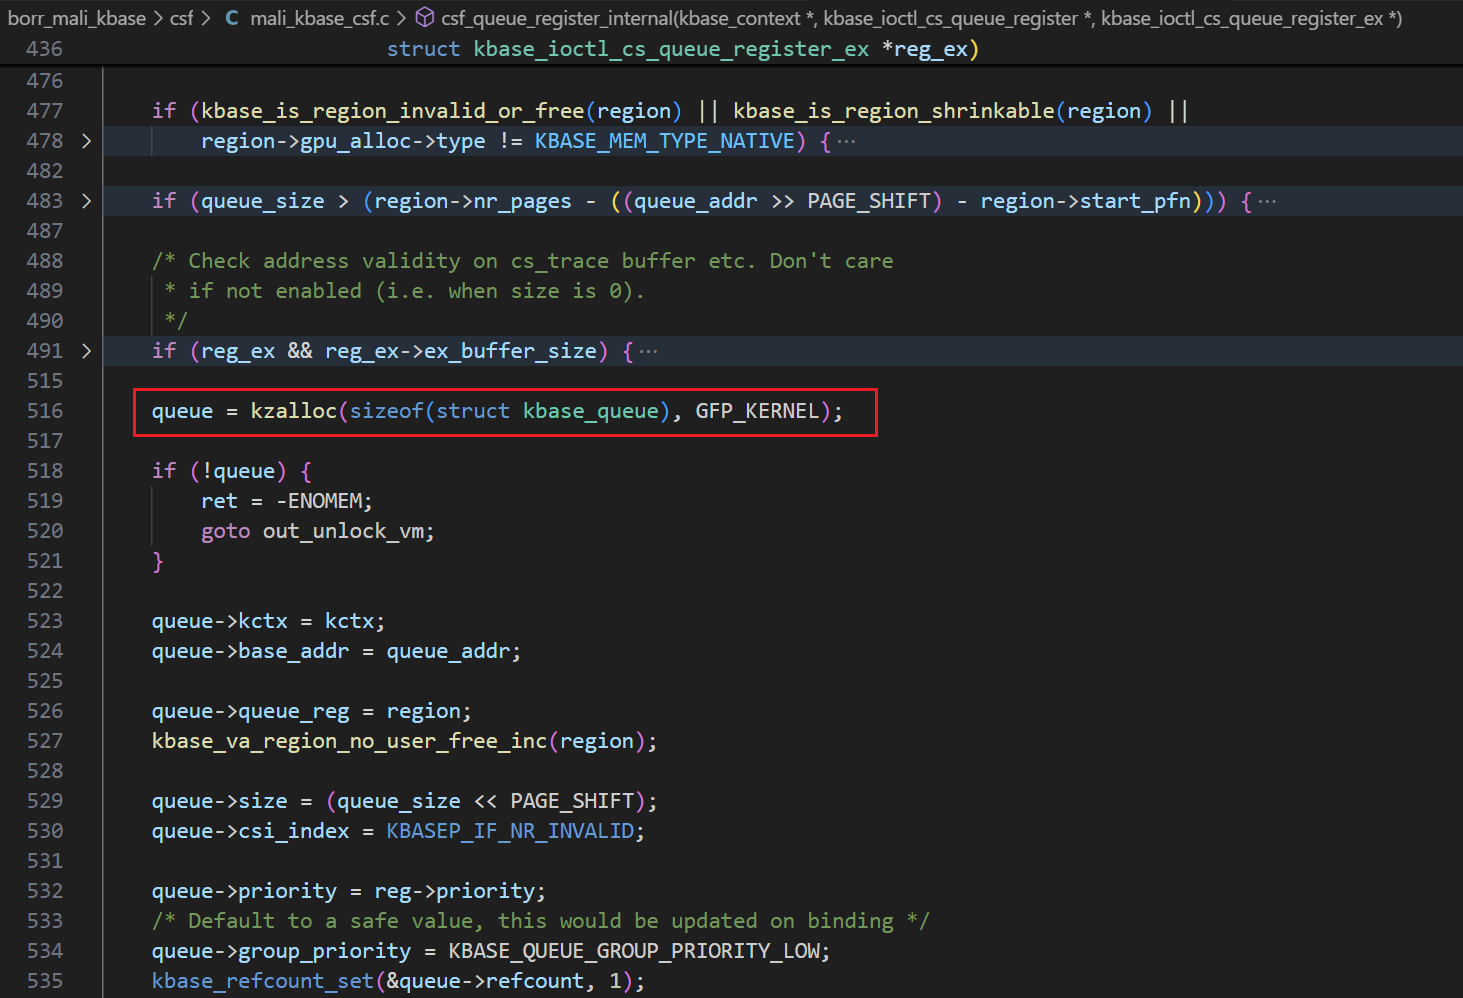 borr_mali_kbase > csf > C mali_kbase_csf.c > csf_queue_register_internal(kbase_context *, kbase_ioctl_cs_queue_register *, kbase_ioctl_cs_queue_register_ex *)
436 struct kbase_ioctl_cs_queue_register_ex *reg_ex)
476
477 if (kbase_is_region_invalid_or_free(region) || kbase_is_region_shrinkable(region) ||
478 > region->gpu_alloc->type != KBASE_MEM_TYPE_NATIVE) { ···
482
483 > if (queue_size > (region->nr_pages - ((queue_addr >> PAGE_SHIFT) - region->start_pfn))) { ···
487
488 /* Check address validity on cs_trace buffer etc. Don't care
489 * if not enabled (i.e. when size is 0).
490 */
491 > if (reg_ex && reg_ex->ex_buffer_size) { ···
515
516 queue = kzalloc(sizeof(struct kbase_queue), GFP_KERNEL);
517
518 if (!queue) {
519 ret = -ENOMEM;
520 goto out_unlock_vm;
521 }
522
523 queue->kctx = kctx;
524 queue->base_addr = queue_addr;
525
526 queue->queue_reg = region;
527 kbase_va_region_no_user_free_inc(region);
528
529 queue->size = (queue_size << PAGE_SHIFT);
530 queue->csi_index = KBASEP_IF_NR_INVALID;
531
532 queue->priority = reg->priority;
533 /* Default to a safe value, this would be updated on binding */
534 queue->group_priority = KBASE_QUEUE_GROUP_PRIORITY_LOW;
535 kbase_refcount_set(&queue->refcount, 1);